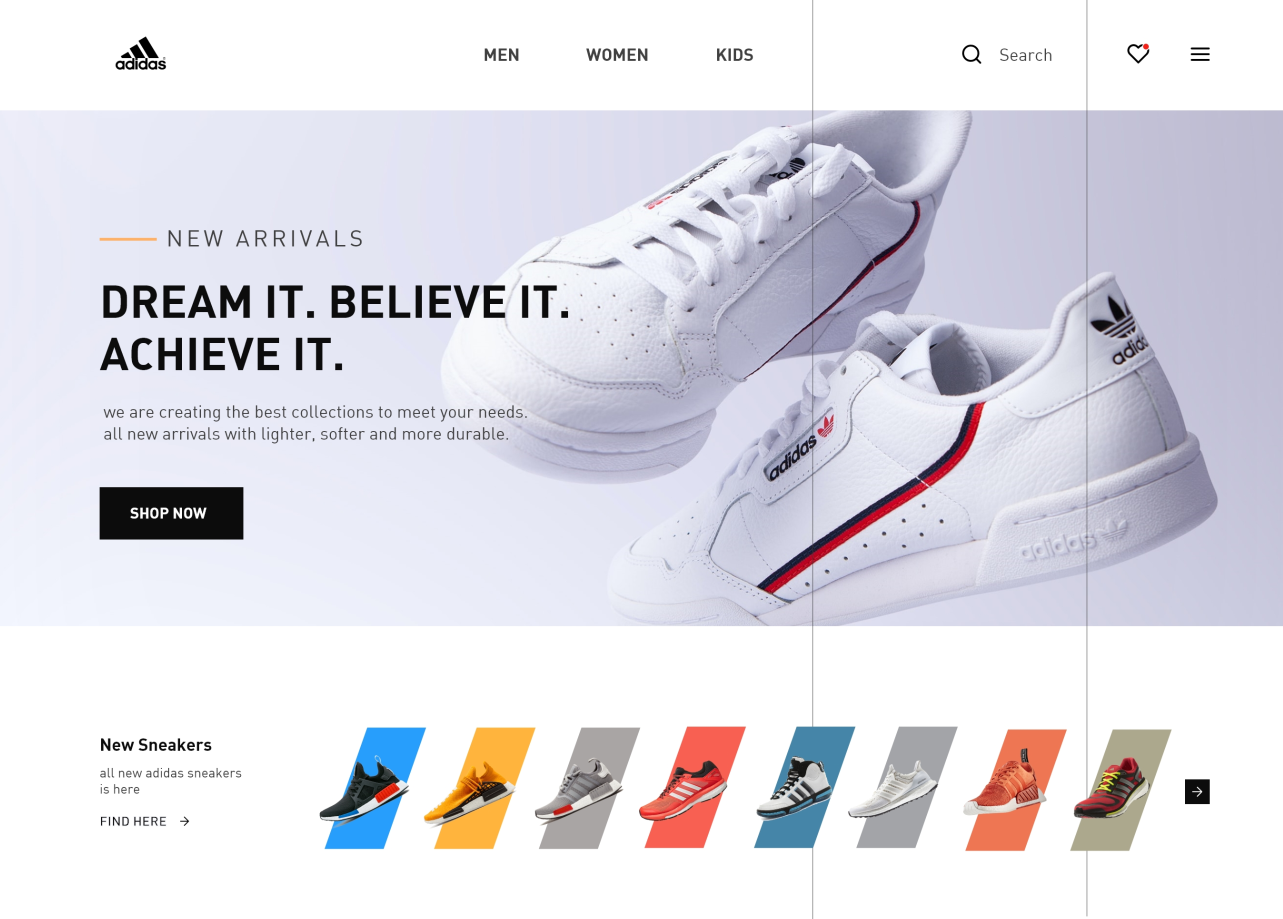 adidas
MEN
WOMEN
KIDS
Search
adidas
NEW ARRIVALS
DREAM IT. BELIEVE IT.
ACHIEVE IT.
we are creating the best collections to meet your needs.
all new arrivals with lighter, softer and more durable.
adidas
adidas
SHOP NOW
New Sneakers
all new adidas sneakers
is here
FIND HERE